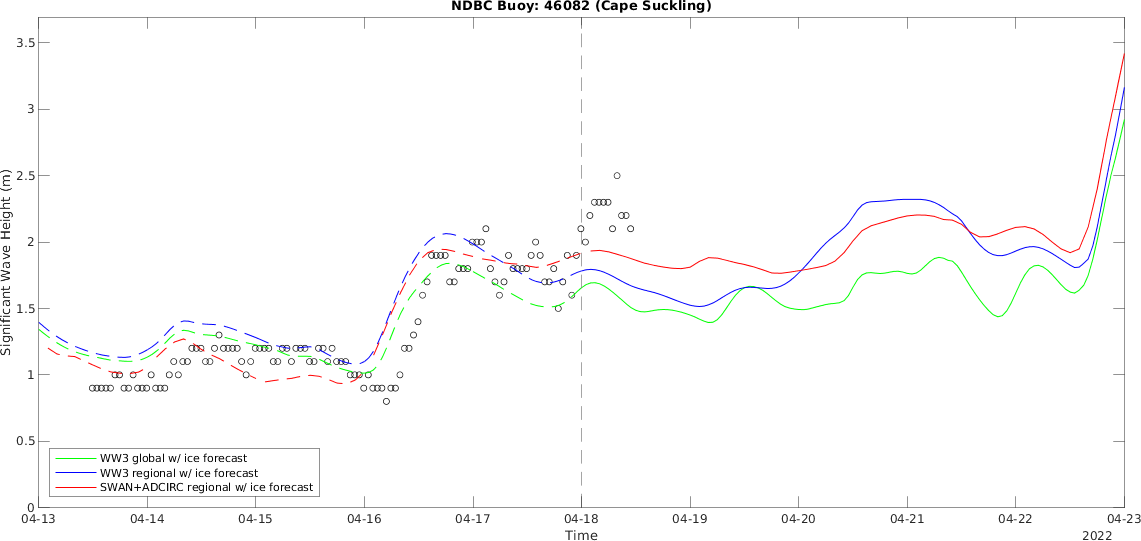 NDBC Buoy: 46082 (Cape Suckling)
Significant Wave Height (m)
3.5
3
2.5
2
1.5
1
0.5
0
WW3 global w/ ice forecast
WW3 regional w/ ice forecast
SWAN+ADCIRC regional w/ ice forecast
04-13 04-14 04-15 04-16 04-17 04-18 04-19 04-20 04-21 04-22 04-23
Time
2022